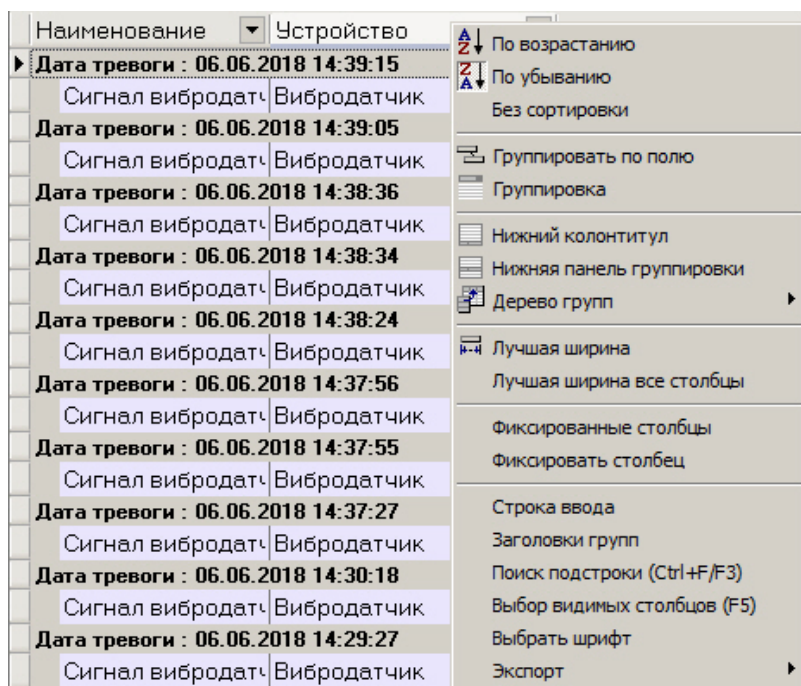 Наименование Устройство
Дата тревоги : 06.06.2018 14:39:15
Сигнал вибродатч Вибродатчик
Дата тревоги : 06.06.2018 14:39:05
Сигнал вибродатч Вибродатчик
Дата тревоги : 06.06.2018 14:38:36
Сигнал вибродатч Вибродатчик
Дата тревоги : 06.06.2018 14:38:34
Сигнал вибродатч Вибродатчик
Дата тревоги : 06.06.2018 14:38:24
Сигнал вибродатч Вибродатчик
Дата тревоги : 06.06.2018 14:37:56
Сигнал вибродатч Вибродатчик
Дата тревоги : 06.06.2018 14:37:55
Сигнал вибродатч Вибродатчик
Дата тревоги : 06.06.2018 14:37:27
Сигнал вибродатч Вибродатчик
Дата тревоги : 06.06.2018 14:30:18
Сигнал вибродатч Вибродатчик
Дата тревоги : 06.06.2018 14:29:27
Сигнал вибродатч Вибродатчик
По возрастанию
По убыванию
Без сортировки
Группировать по полю
Группировка
Нижний колонтитул
Нижняя панель группировки
Дерево групп
Лучшая ширина
Лучшая ширина все столбцы
Фиксированные столбцы
Фиксировать столбец
Строка ввода
Заголовки групп
Поиск подстроки (Ctrl+F/F3)
Выбор видимых столбцов (F5)
Выбрать шрифт
Экспорт